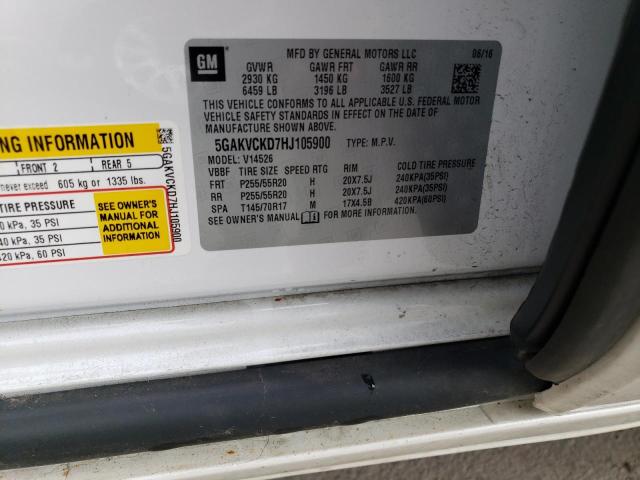 GM
MFD BY GENERAL MOTORS LLC 06/16
GVWR GAWR FRT GAWR RR
2930 KG 1450 KG 1600 KG
6459 LB 3196 LB 3527 LB
THIS VEHICLE CONFORMS TO ALL APPLICABLE U.S. FEDERAL MOTOR
VEHICLE SAFETY STANDARDS IN EFFECT ON THE DATE OF
MANUFACTURE SHOWN ABOVE.
5GAKVCKD7HJ105900 TYPE: M.P.V.
MODEL: V14526
VBBF TIRE SIZE SPEED RTG RIM COLD TIRE PRESSURE
FRT P255/55R20 H 20X7.5J 240KPA(35PSI)
RR P255/55R20 H 20X7.5J 240KPA(35PSI)
SPA T145/70R17 M 17X4.5B 420KPA(60PSI)
SEE OWNER'S MANUAL FOR MORE INFORMATION.
NG INFORMATION
FRONT 2 REAR 5
never exceed 605 kg or 1335 lbs.
TIRE PRESSURE
0 kPa, 35 PSI
40 kPa, 35 PSI
420 kPa, 60 PSI
SEE OWNER'S
MANUAL FOR
ADDITIONAL
INFORMATION
5GAKVCKD7HJ105900